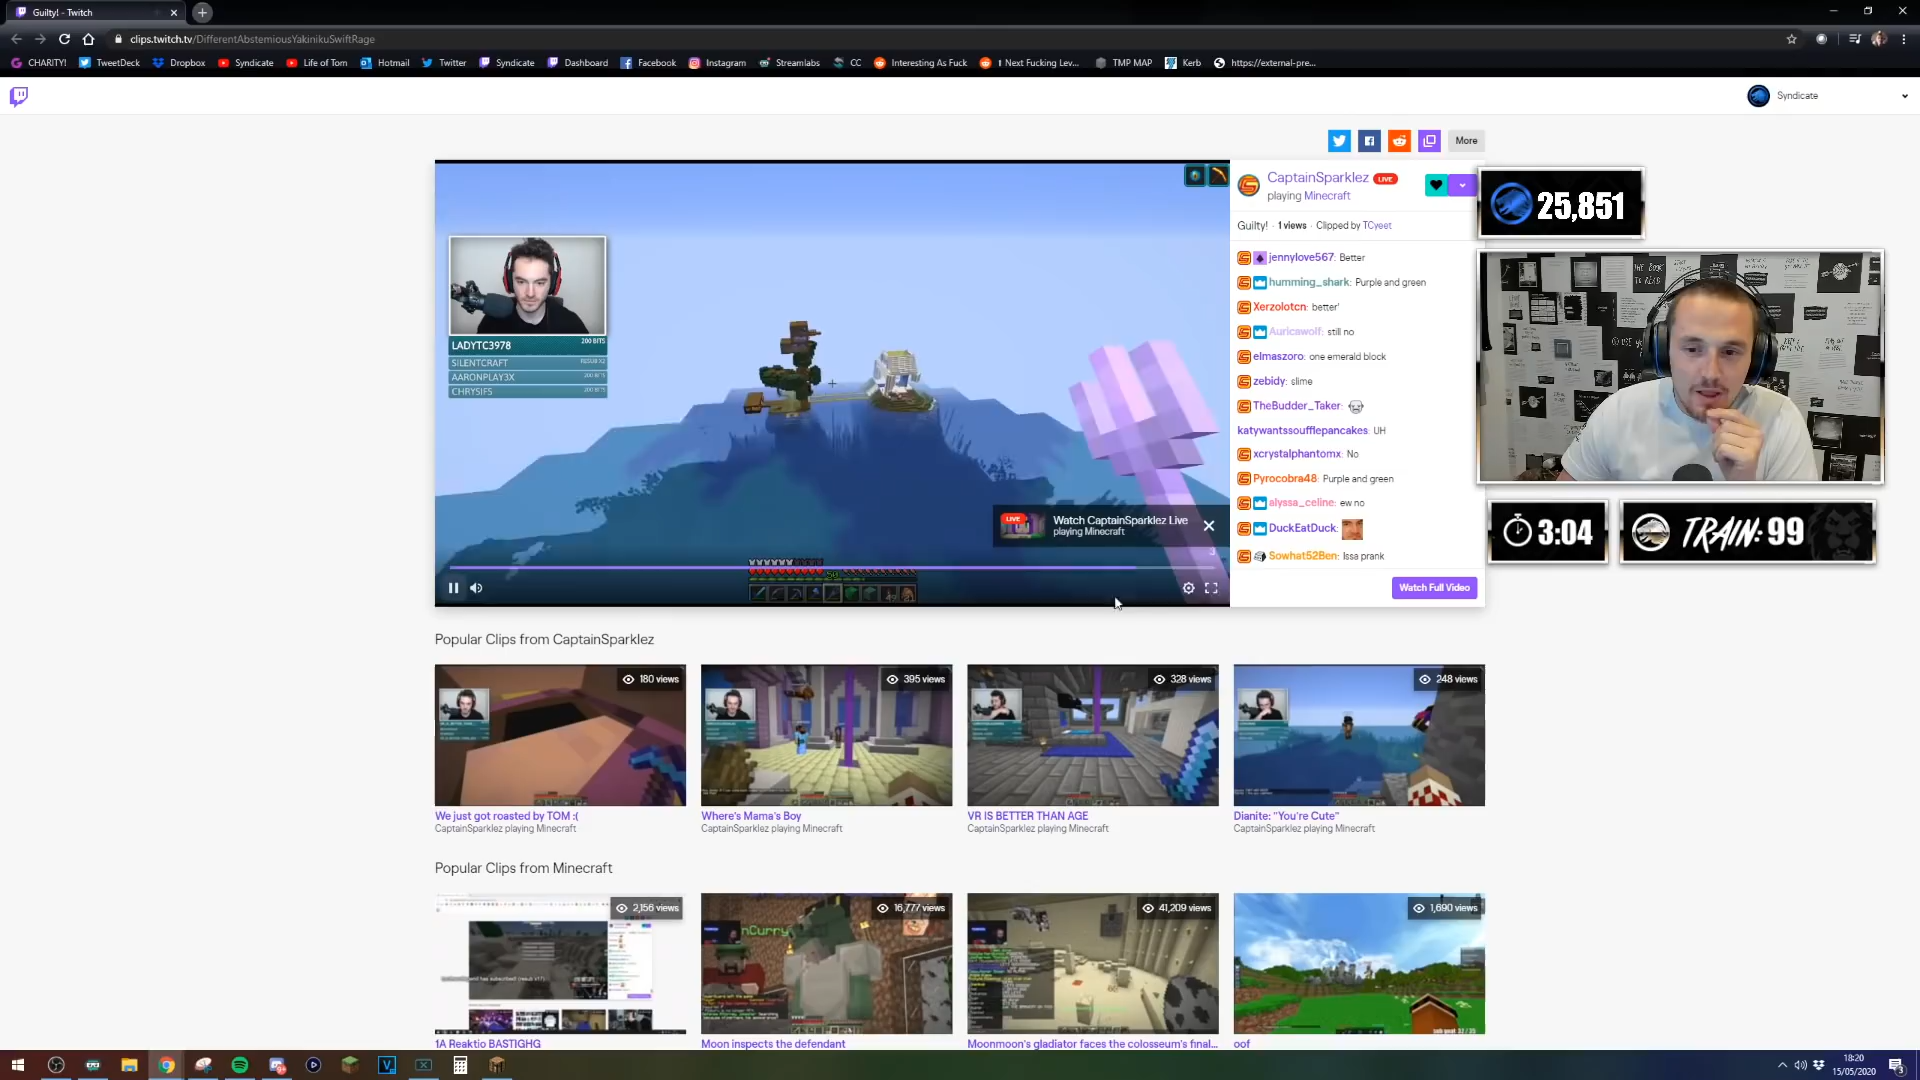 Guilty! - Twitch
clips.twitch.tv/DifferentAbstemiousYakinikuSwiftRage
CHARITY! TweetDeck Dropbox Syndicate Life of Tom Hotmail Twitter Syndicate Dashboard Facebook Instagram Streamlabs CC Interesting As Fuck 1 Next Fucking Lev... TMP MAP Kerb https://external-pre...
Syndicate
More
CaptainSparklez LIVE
playing Minecraft
Guilty! · 1 views · Clipped by TCyeet
jennylove567: Better
humming_shark: Purple and green
Xerzolotcn: better'
Auricawolf: still no
elmaszoro: one emerald block
zebidy: slime
TheBudder_Taker:
katywantssoufflepancakes: UH
xcrystalphantomx: No
Pyrocobra48: Purple and green
alyssa_celine: ew no
DuckEatDuck:
Sowhat52Ben: Issa prank
Watch Full Video
25,851
3:04
TRAIN: 99
LADYTC3978 200 BITS
SILENTCRAFT
AARONPLAY3X
CHRYSIFS
LIVE
Watch CaptainSparklez Live
playing Minecraft
Popular Clips from CaptainSparklez
180 views
395 views
328 views
248 views
We just got roasted by TOM :(
CaptainSparklez playing Minecraft
Where's Mama's Boy
CaptainSparklez playing Minecraft
VR IS BETTER THAN AGE
CaptainSparklez playing Minecraft
Dianite: "You're Cute"
CaptainSparklez playing Minecraft
Popular Clips from Minecraft
2,156 views
16,777 views
41,209 views
1,690 views
1A Reaktio BASTIGHG
Moon inspects the defendant
Moonmoon's gladiator faces the colosseum's final...
oof
18:20
15/05/2020